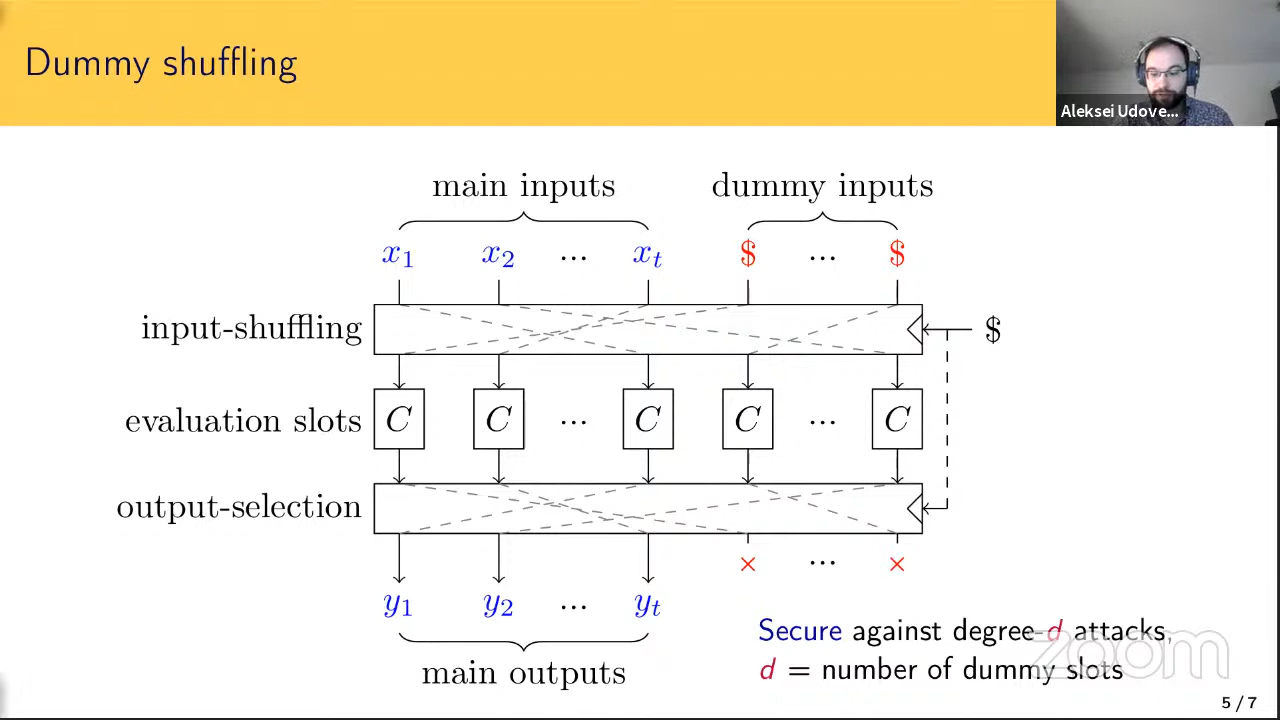 Dummy shuffling
Aleksei Udove...
main inputs dummy inputs
x₁ x₂ ... xₜ $ ... $
input-shuffling $
evaluation slots C C ... C C ... C
output-selection
× ... ×
y₁ y₂ ... yₜ
main outputs
Secure against degree-d attacks,
d = number of dummy slots
zoom
5 / 7